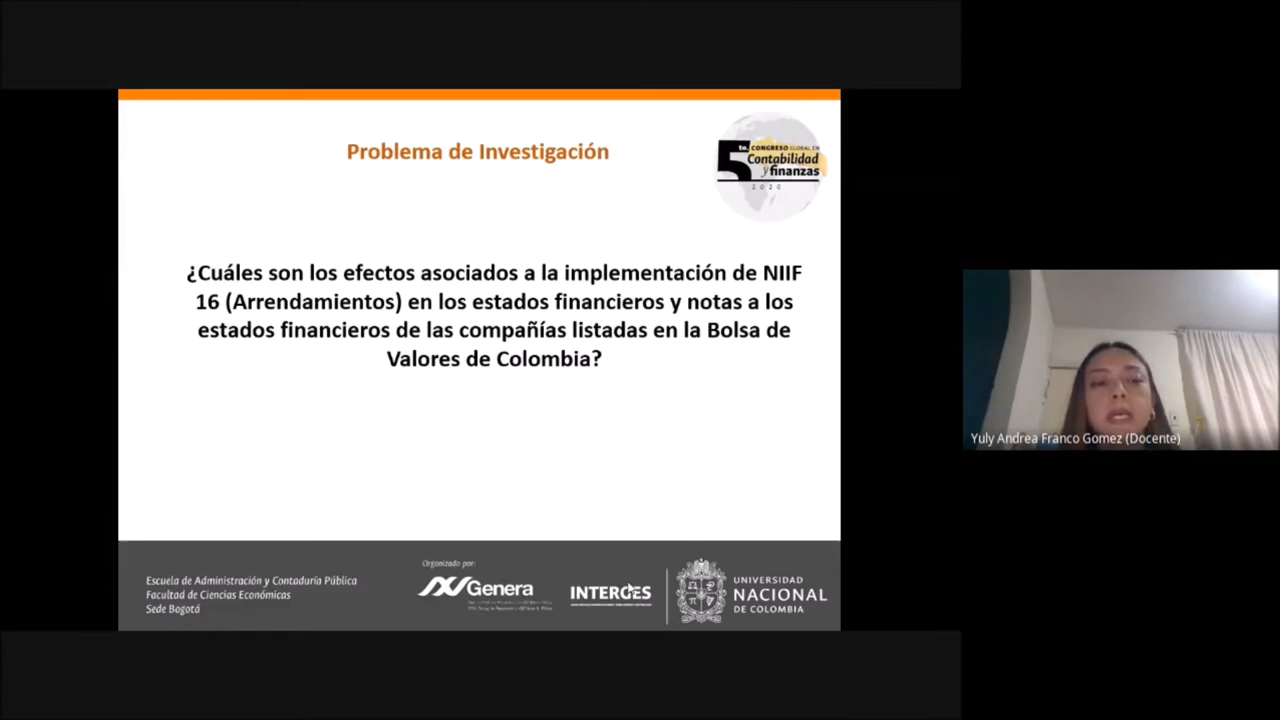 Problema de Investigación
5to. CONGRESO GLOBAL EN
Contabilidad
y finanzas
2020
¿Cuáles son los efectos asociados a la implementación de NIIF
16 (Arrendamientos) en los estados financieros y notas a los
estados financieros de las compañías listadas en la Bolsa de
Valores de Colombia?
Yuly Andrea Franco Gomez (Docente)
Escuela de Administración y Contaduría Pública
Facultad de Ciencias Económicas
Sede Bogotá
Organizado por:
Genera
INTERGES
UNIVERSIDAD
NACIONAL
DE COLOMBIA